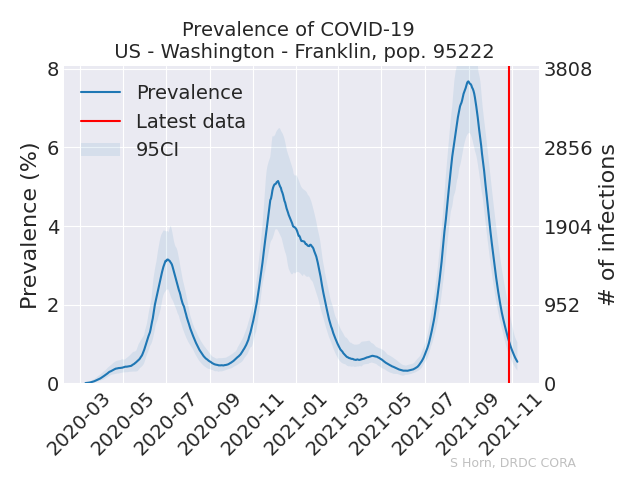 Prevalence of COVID-19
US - Washington - Franklin, pop. 95222
8
6
4
2
0
Prevalence (%)
Prevalence
Latest data
95CI
3808
2856
1904
952
0
# of infections
2020-03
2020-05
2020-07
2020-09
2020-11
2021-01
2021-03
2021-05
2021-07
2021-09
2021-11
S Horn, DRDC CORA